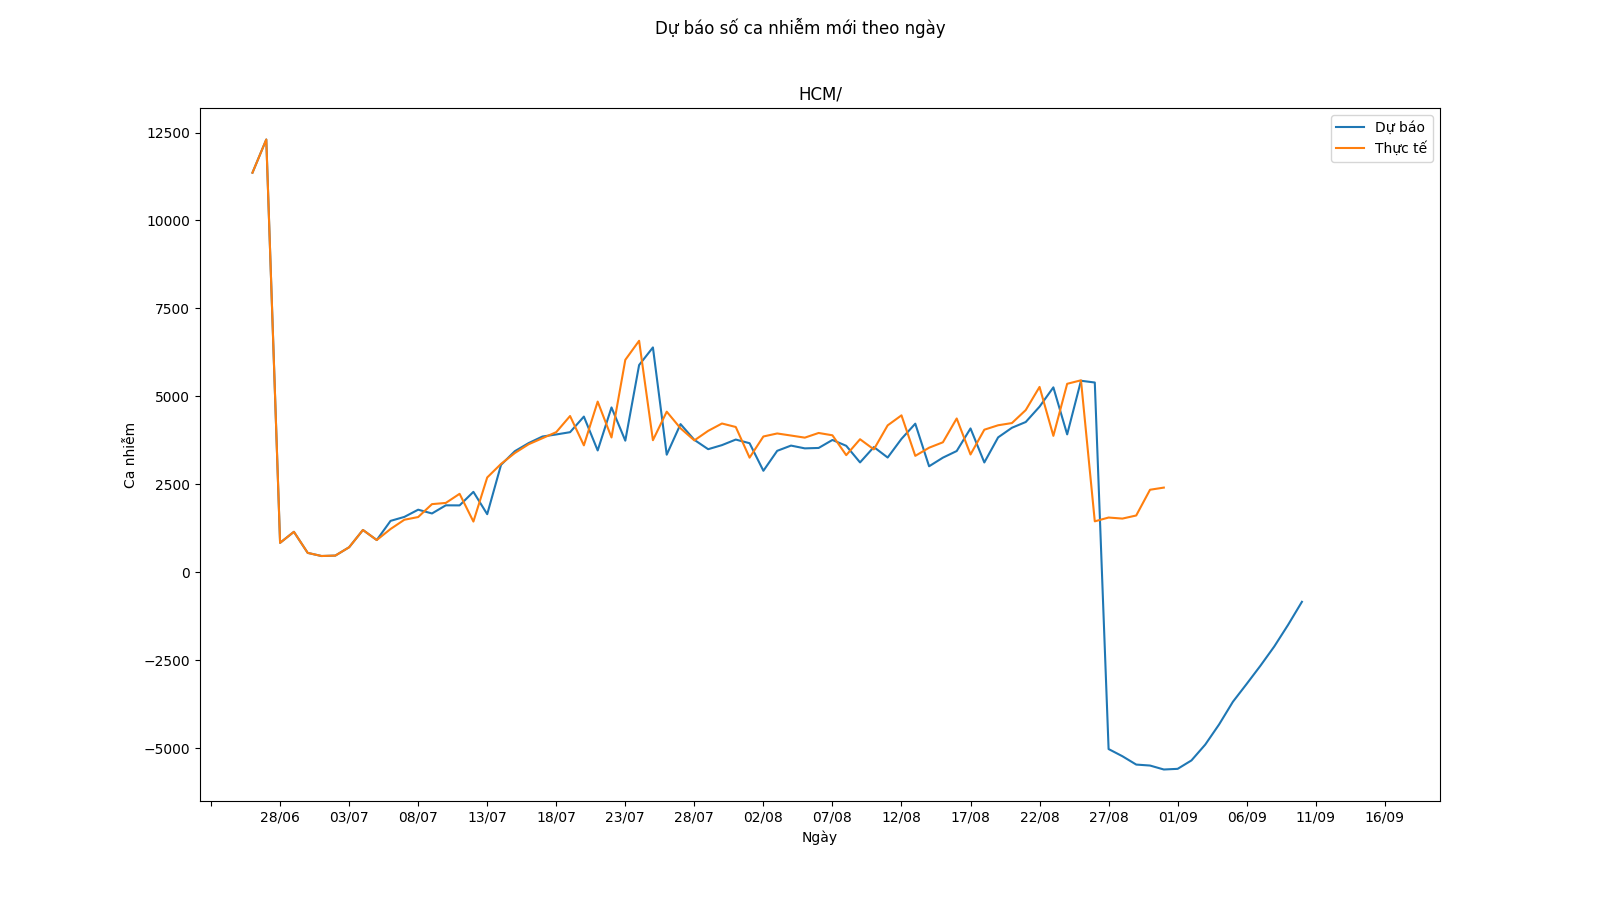 Dự báo số ca nhiễm mới theo ngày
HCM/
Dự báo
Thực tế
12500
10000
7500
5000
2500
0
−2500
−5000
Ca nhiễm
28/06 03/07 08/07 13/07 18/07 23/07 28/07 02/08 07/08 12/08 17/08 22/08 27/08 01/09 06/09 11/09 16/09
Ngày